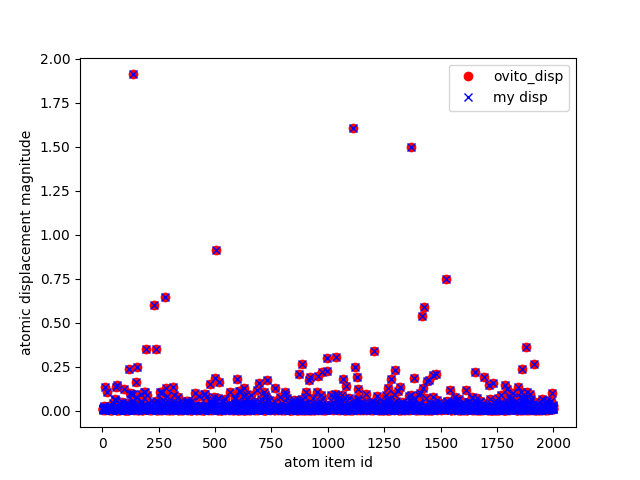 2.00
1.75
1.50
1.25
1.00
0.75
0.50
0.25
0.00
atomic displacement magnitude
ovito_disp
my disp
0 250 500 750 1000 1250 1500 1750 2000
atom item id